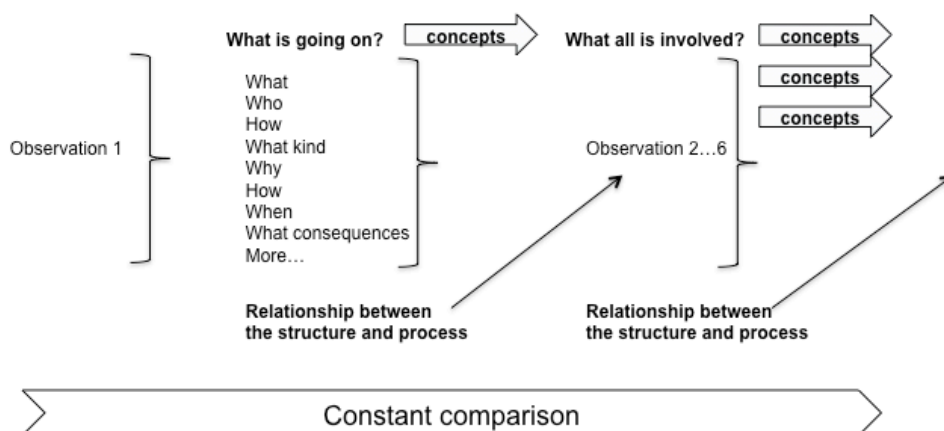 What is going on?
concepts
What all is involved?
concepts
concepts
concepts
Observation 1
What
Who
How
What kind
Why
How
When
What consequences
More…
Observation 2…6
Relationship between
the structure and process
Relationship between
the structure and process
Constant comparison